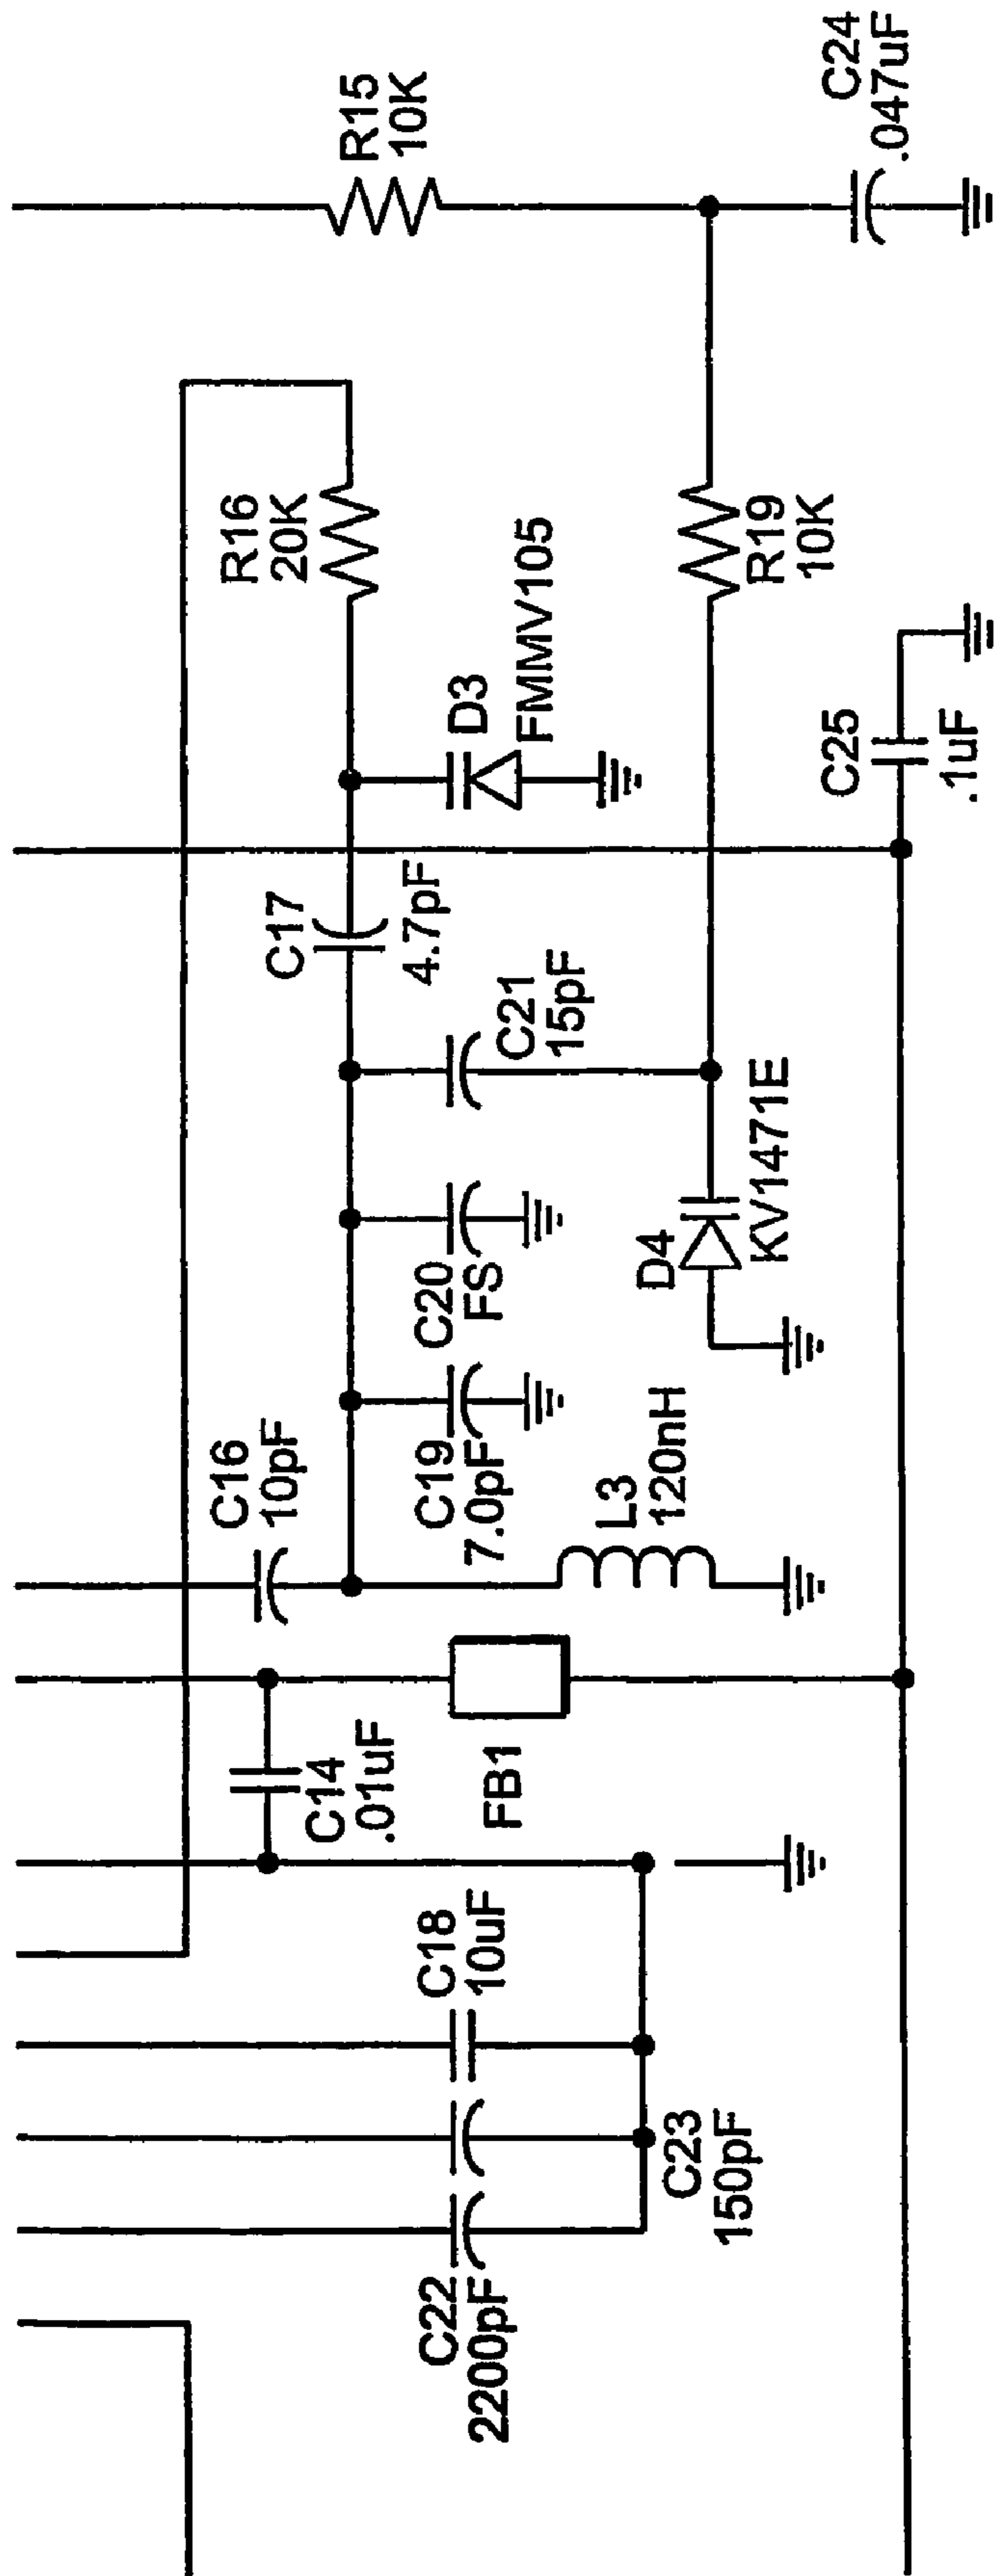 C24
.047uF
R15
10K
R16
20K
R19
10K
D3
FMMV105
C25
.1uF
C17
4.7pF
C21
15pF
D4
KV1471E
C20
FS
C19
7.0pF
C16
10pF
L3
120nH
C14
.01uF
FB1
C18
10uF
C23
150pF
C22
2200pF